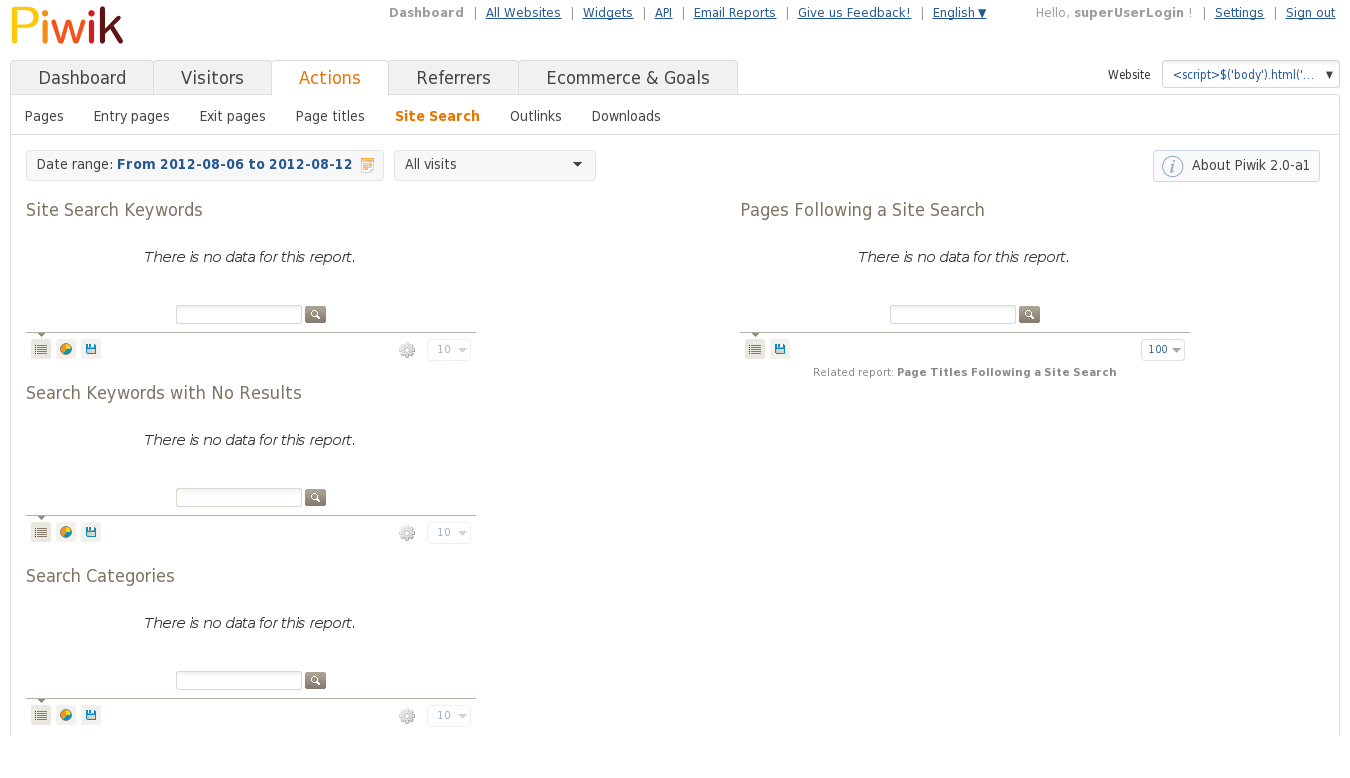 Piwik
Dashboard | All Websites | Widgets | API | Email Reports | Give us Feedback! | English ▼
Hello, superUserLogin ! | Settings | Sign out
Dashboard Visitors Actions Referrers Ecommerce & Goals
Website <script>$('body').html('... ▼
Pages Entry pages Exit pages Page titles Site Search Outlinks Downloads
Date range: From 2012-08-06 to 2012-08-12
All visits
About Piwik 2.0-a1
Site Search Keywords
There is no data for this report.
10
Search Keywords with No Results
There is no data for this report.
10
Search Categories
There is no data for this report.
10
Pages Following a Site Search
There is no data for this report.
100
Related report: Page Titles Following a Site Search